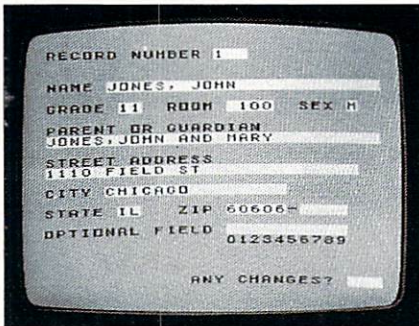 RECORD NUMBER 1
NAME JONES, JOHN
GRADE 11 ROOM 100 SEX M
PARENT OR GUARDIAN
JONES,JOHN AND MARY
STREET ADDRESS
1110 FIELD ST
CITY CHICAGO
STATE IL ZIP 60606-
OPTIONAL FIELD
0123456789
ANY CHANGES?